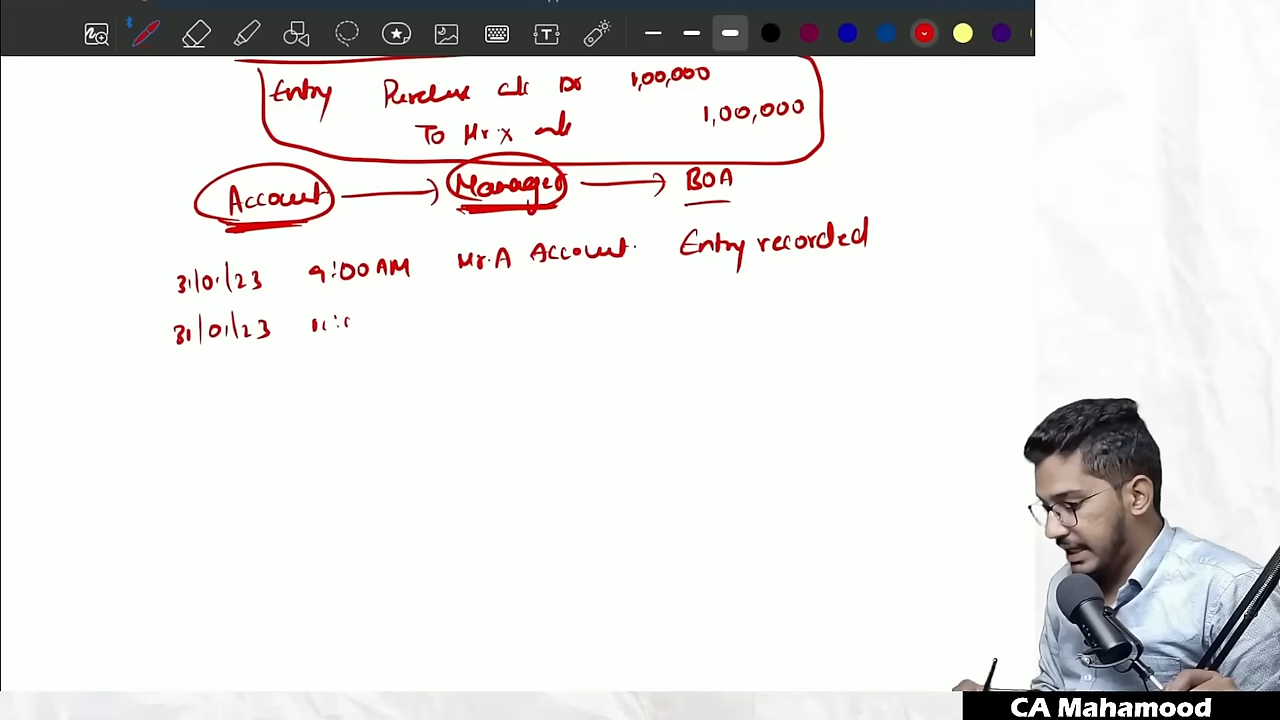 Entry Purchase a/c Dr 1,00,000
To Mr. X a/c 1,00,000
Account → Manager → BOA
31/01/23 9:00 AM Mr. A Account. Entry recorded
31/01/23
CA Mahamood